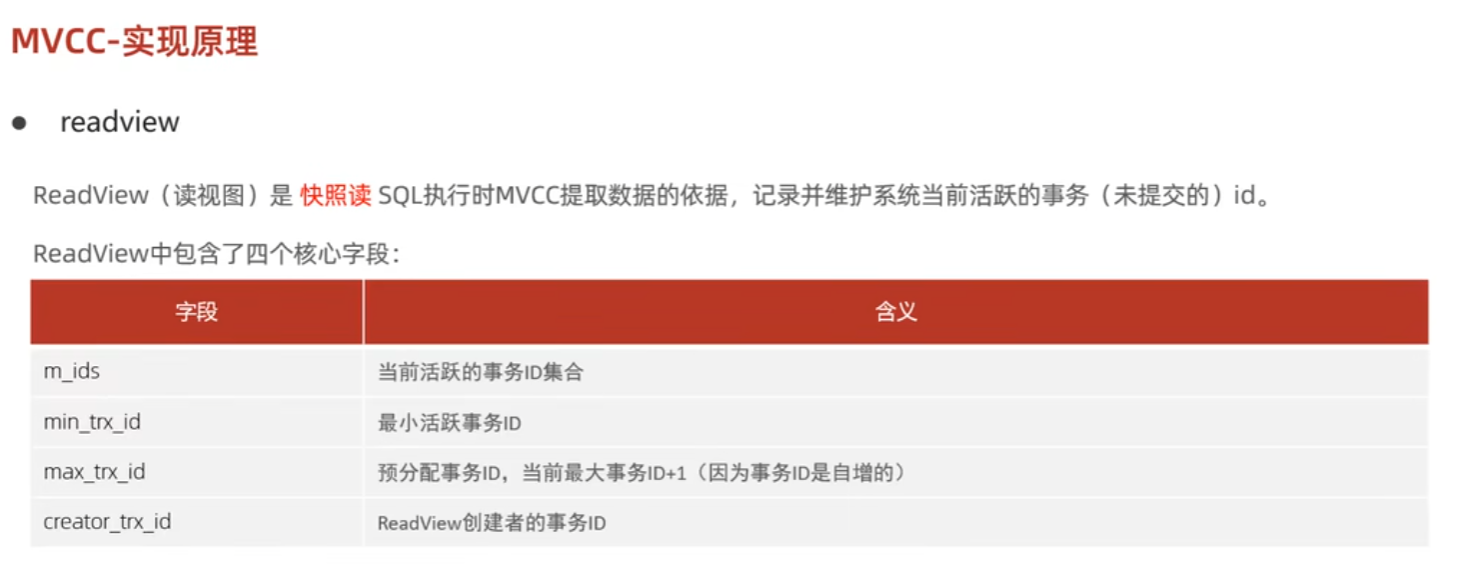 MVCC-实现原理
● readview
ReadView（读视图）是 快照读 SQL执行时MVCC提取数据的依据，记录并维护系统当前活跃的事务（未提交的）id。
ReadView中包含了四个核心字段：
字段 含义
m_ids 当前活跃的事务ID集合
min_trx_id 最小活跃事务ID
max_trx_id 预分配事务ID，当前最大事务ID+1（因为事务ID是自增的）
creator_trx_id ReadView创建者的事务ID